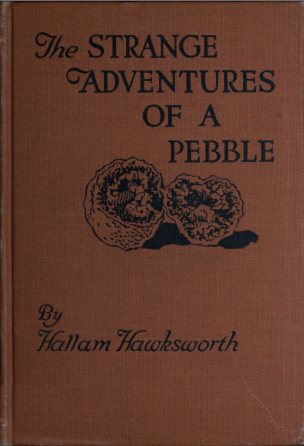 The STRANGE
ADVENTURES
OF A
PEBBLE
By
Hallam Hawksworth